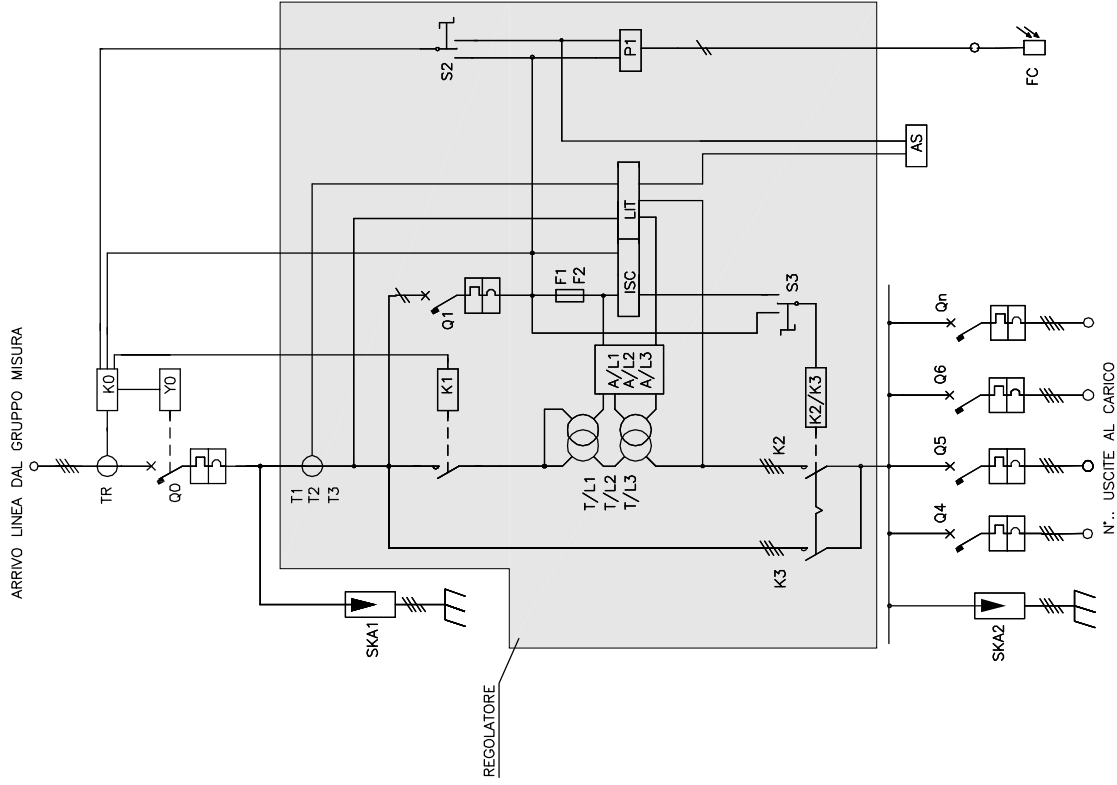 ARRIVO LINEA DAL GRUPPO MISURA
TR
K0
Y0
Q0
T1
T2
T3
SKA1
REGOLATORE
K1
Q1
F1
F2
S2
P1
FC
ISC
LIT
AS
A/L1
A/L2
A/L3
T/L1
T/L2
T/L3
S3
K2/K3
K2
K3
SKA2
Q4
Q5
Q6
Qn
N°.. USCITE AL CARICO